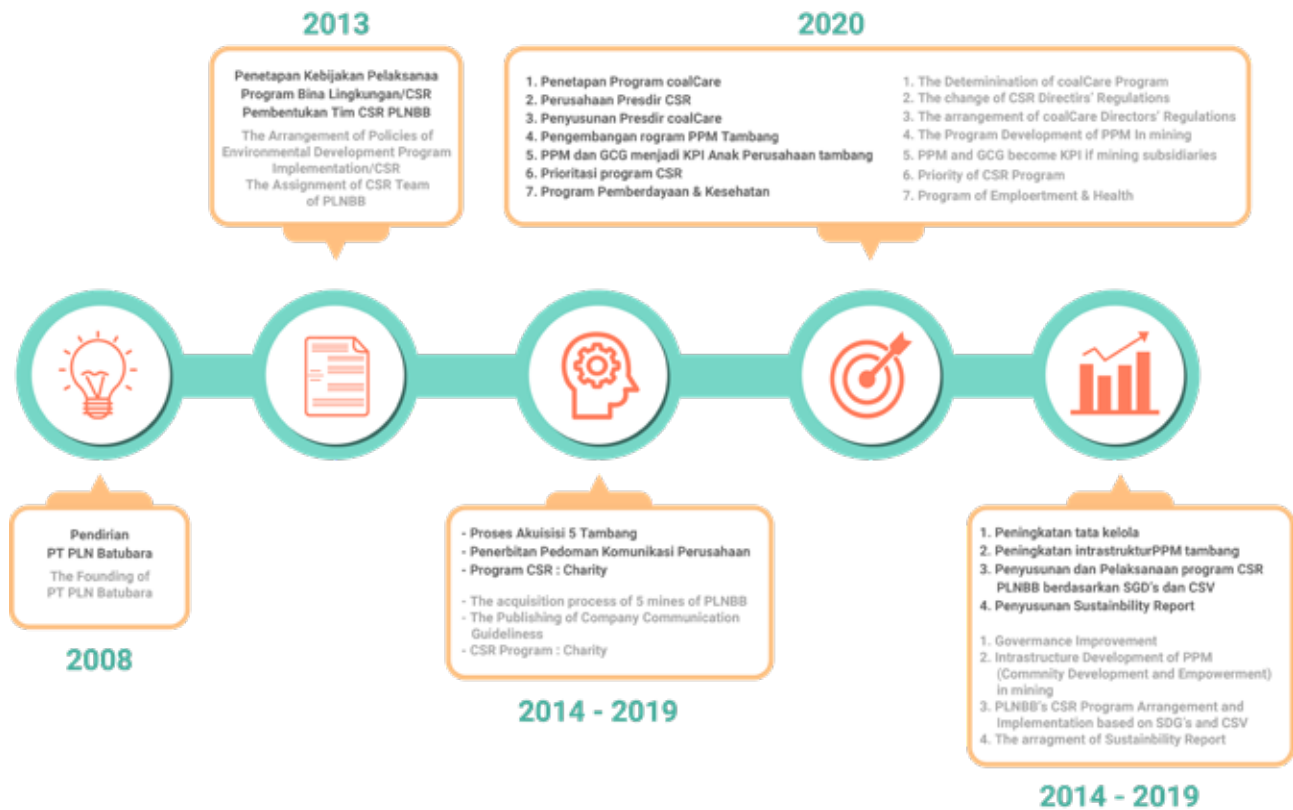 2013
Penetapan Kebijakan Pelaksanaa
Program Bina Lingkungan/CSR
Pembentukan Tim CSR PLNBB
The Arrangement of Policies of
Environmental Development Program
Implementation/CSR
The Assignment of CSR Team
of PLNBB
2020
1. Penetapan Program coalCare
2. Perusahaan Presdir CSR
3. Penyusunan Presdir coalCare
4. Pengembangan rogram PPM Tambang
5. PPM dan GCG menjadi KPI Anak Perusahaan tambang
6. Prioritasi program CSR
7. Program Pemberdayaan & Kesehatan
1. The Deteminination of coalCare Program
2. The change of CSR Directirs' Regulations
3. The arrangement of coalCare Directors' Regulations
4. The Program Development of PPM In mining
5. PPM and GCG become KPI if mining subsidiaries
6. Priority of CSR Program
7. Program of Emploertment & Health
Pendirian
PT PLN Batubara
The Founding of
PT PLN Batubara
2008
- Proses Akuisisi 5 Tambang
- Penerbitan Pedoman Komunikasi Perusahaan
- Program CSR : Charity
- The acquisition process of 5 mines of PLNBB
- The Publishing of Company Communication
Guideliness
- CSR Program : Charity
2014 - 2019
1. Peningkatan tata kelola
2. Peningkatan intrastrukturPPM tambang
3. Penyusunan dan Pelaksanaan program CSR
PLNBB berdasarkan SGD's dan CSV
4. Penyusunan Sustainbility Report
1. Governance Improvement
2. Intrastructure Development of PPM
(Commnity Development and Empowerment)
in mining
3. PLNBB's CSR Program Arrangement and
Implementation based on SDG's and CSV
4. The arragment of Sustainbility Report
2014 - 2019